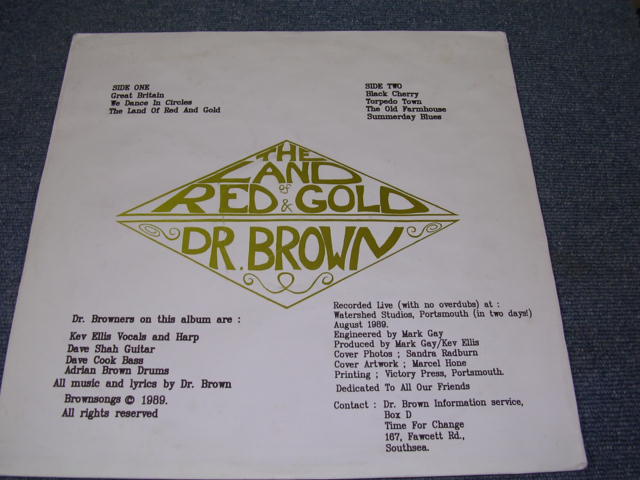 SIDE ONE
Great Britain
We Dance In Circles
The Land Of Red And Gold
SIDE TWO
Black Cherry
Torpedo Town
The Old Farmhouse
Summerday Blues
THE
LAND
of
RED & GOLD
DR. BROWN
Dr. Browners on this album are :
Kev Ellis Vocals and Harp
Dave Shah Guitar
Dave Cook Bass
Adrian Brown Drums
All music and lyrics by Dr. Brown
Brownsongs © 1989.
All rights reserved
Recorded Live (with no overdubs) at :
Watershed Studios, Portsmouth (in two days!)
August 1989.
Engineered by Mark Gay
Produced by Mark Gay/Kev Ellis
Cover Photos ; Sandra Radburn
Cover Artwork ; Marcel Hone
Printing ; Victory Press, Portsmouth.
Dedicated To All Our Friends
Contact : Dr. Brown Information service,
Box D
Time For Change
167, Fawcett Rd.,
Southsea.